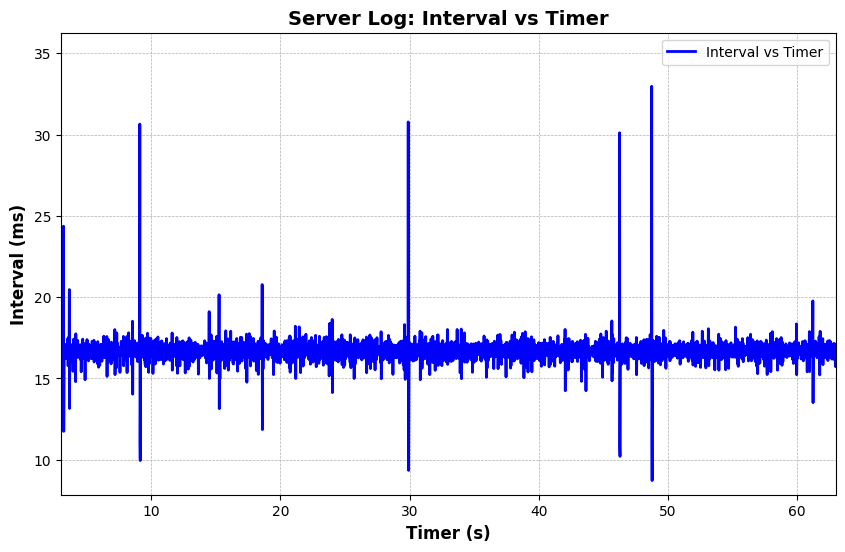 Server Log: Interval vs Timer
Interval vs Timer
35
30
25
20
15
10
Interval (ms)
10 20 30 40 50 60
Timer (s)